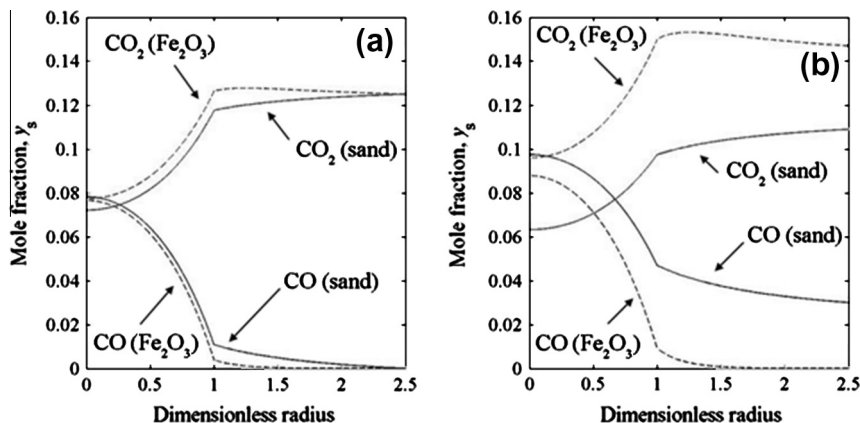 (a)
Mole fraction, yₛ
0.16
0.14
0.12
0.1
0.08
0.06
0.04
0.02
0
CO₂ (Fe₂O₃)
CO₂ (sand)
CO (sand)
CO (Fe₂O₃)
0
0.5
1
1.5
2
2.5
Dimensionless radius
(b)
Mole fraction, yₛ
0.16
0.14
0.12
0.1
0.08
0.06
0.04
0.02
0
CO₂ (Fe₂O₃)
CO₂ (sand)
CO (sand)
CO (Fe₂O₃)
0
0.5
1
1.5
2
2.5
Dimensionless radius